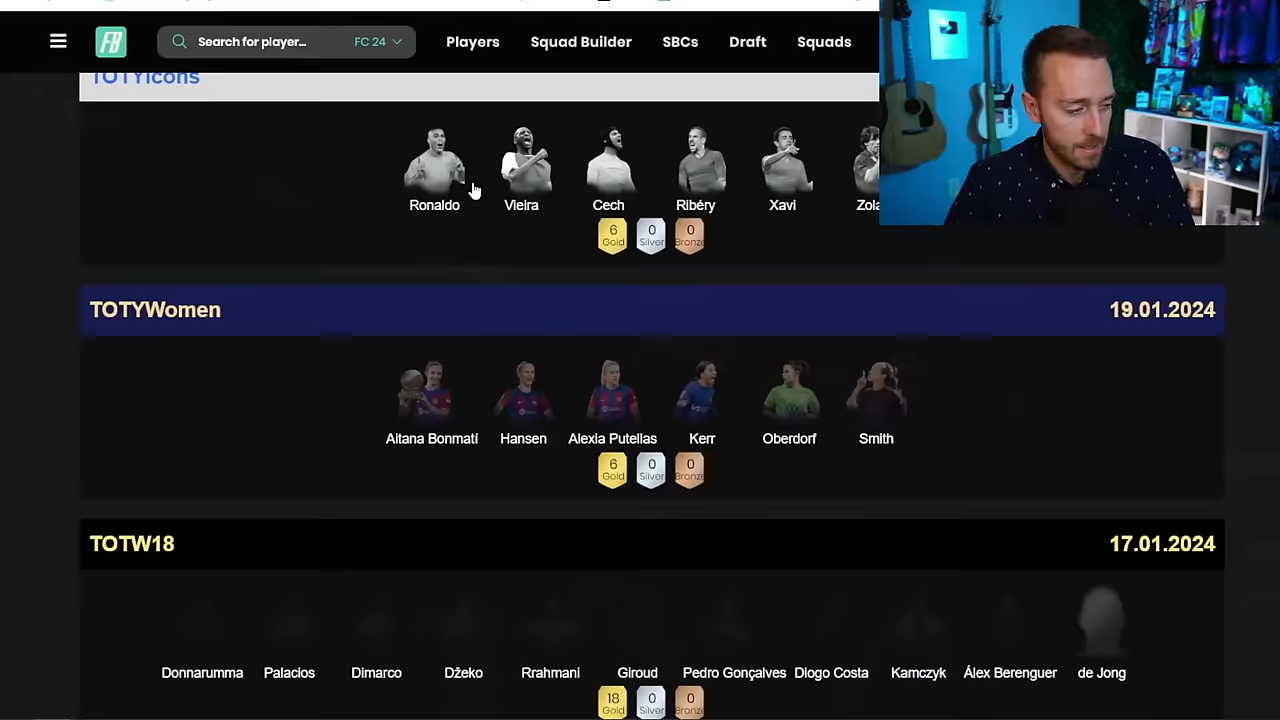 FB
Search for player...
FC 24
Players
Squad Builder
SBCs
Draft
Squads
TOTYIcons
Ronaldo
Vieira
Cech
Ribéry
Xavi
Zola
6
Gold
0
Silver
0
Bronze
TOTYWomen
19.01.2024
Aitana Bonmatí
Hansen
Alexia Putellas
Kerr
Oberdorf
Smith
6
Gold
0
Silver
0
Bronze
TOTW18
17.01.2024
Donnarumma
Palacios
Dimarco
Džeko
Rrahmani
Giroud
Pedro Gonçalves
Diogo Costa
Kamczyk
Álex Berenguer
de Jong
18
Gold
0
Silver
0
Bronze